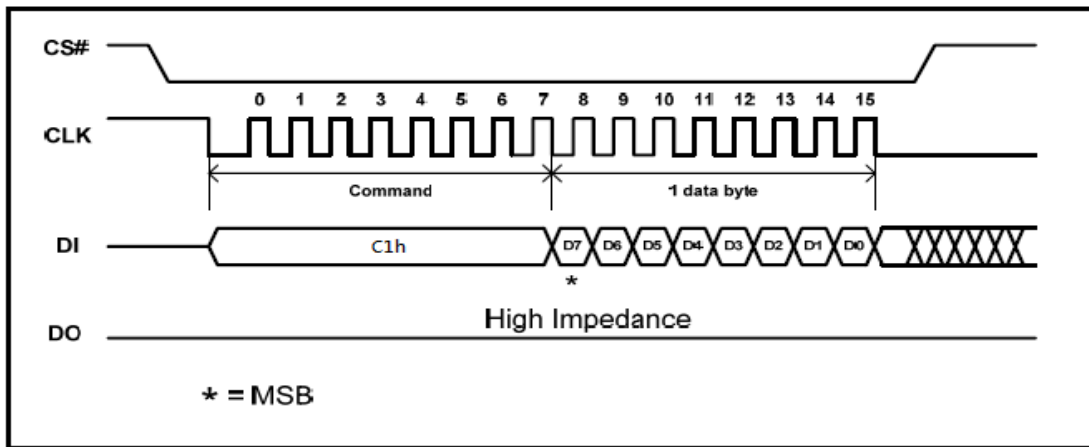 CS#
0 1 2 3 4 5 6 7 8 9 10 11 12 13 14 15
CLK
Command 1 data byte
DI C1h D7 D6 D5 D4 D3 D2 D1 D0
*
High Impedance
DO
* = MSB